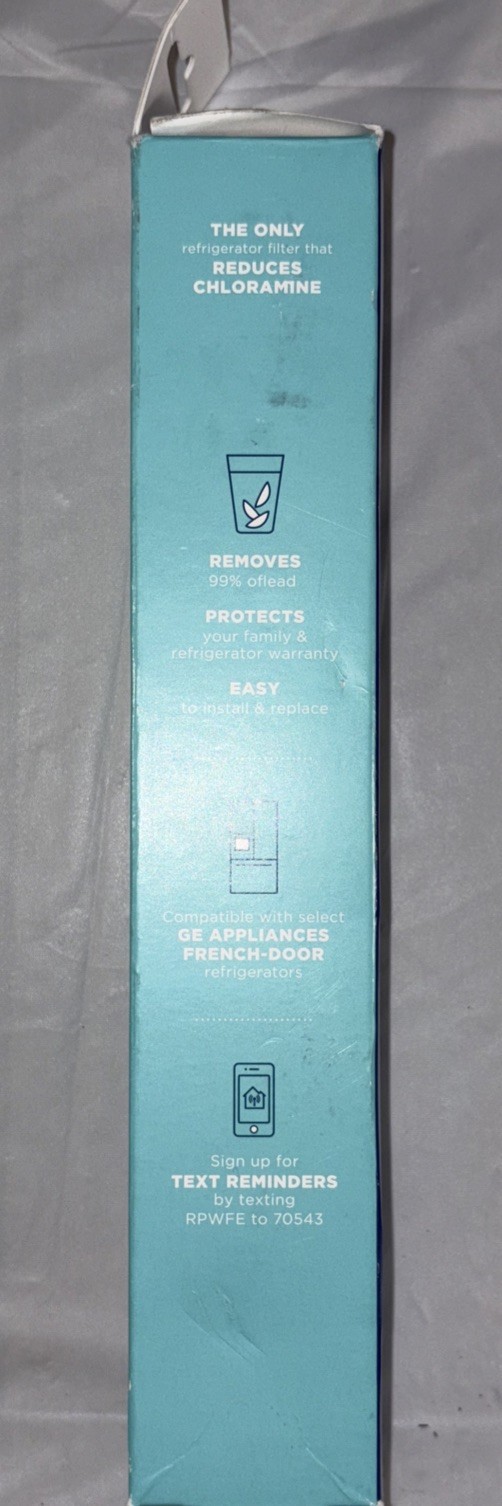 THE ONLY
refrigerator filter that
REDUCES
CHLORAMINE
REMOVES
99% oflead
PROTECTS
your family &
refrigerator warranty
EASY
to install & replace
Compatible with select
GE APPLIANCES
FRENCH-DOOR
refrigerators
Sign up for
TEXT REMINDERS
by texting
RPWFE to 70543